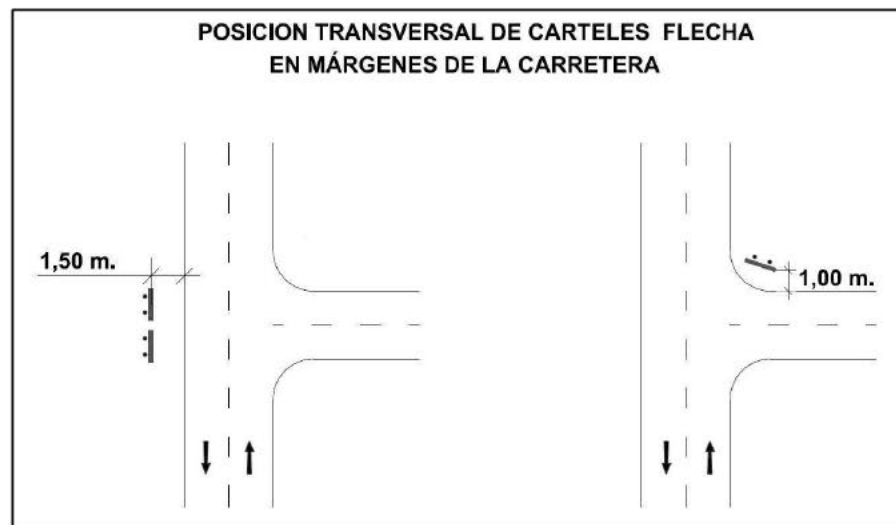 POSICION TRANSVERSAL DE CARTELES FLECHA
EN MÁRGENES DE LA CARRETERA
1,50 m.
1,00 m.